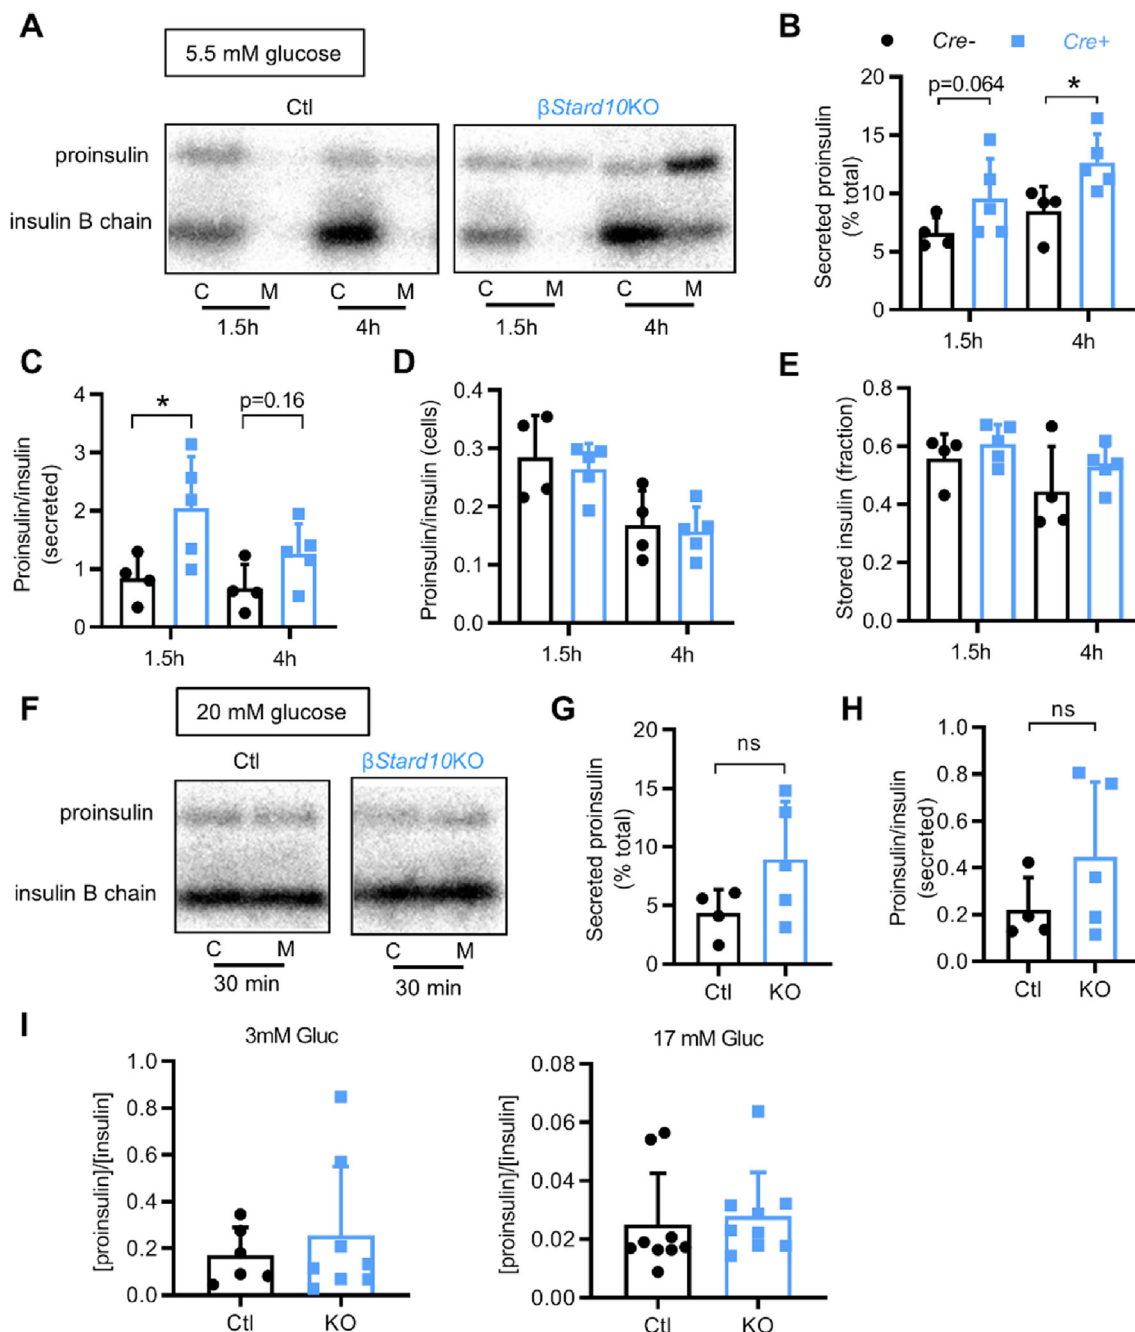 A
5.5 mM glucose
Ctl
βStard10KO
proinsulin
insulin B chain
C M C M C M C M
1.5h 4h 1.5h 4h
B
Cre- Cre+
Secreted proinsulin
(% total)
20
15
10
5
0
p=0.064
*
1.5h 4h
C
Proinsulin/insulin
(secreted)
4
3
2
1
0
*
p=0.16
1.5h 4h
D
Proinsulin/insulin (cells)
0.4
0.3
0.2
0.1
0.0
1.5h 4h
E
Stored insulin (fraction)
0.8
0.6
0.4
0.2
0.0
1.5h 4h
F
20 mM glucose
Ctl
βStard10KO
proinsulin
insulin B chain
C M C M
30 min 30 min
G
Secreted proinsulin
(% total)
20
15
10
5
0
ns
Ctl KO
H
Proinsulin/insulin
(secreted)
1.0
0.8
0.6
0.4
0.2
0.0
ns
Ctl KO
I
3mM Gluc
[proinsulin]/[insulin]
1.0
0.8
0.6
0.4
0.2
0.0
Ctl KO
17 mM Gluc
[proinsulin]/[insulin]
0.08
0.06
0.04
0.02
0.00
Ctl KO